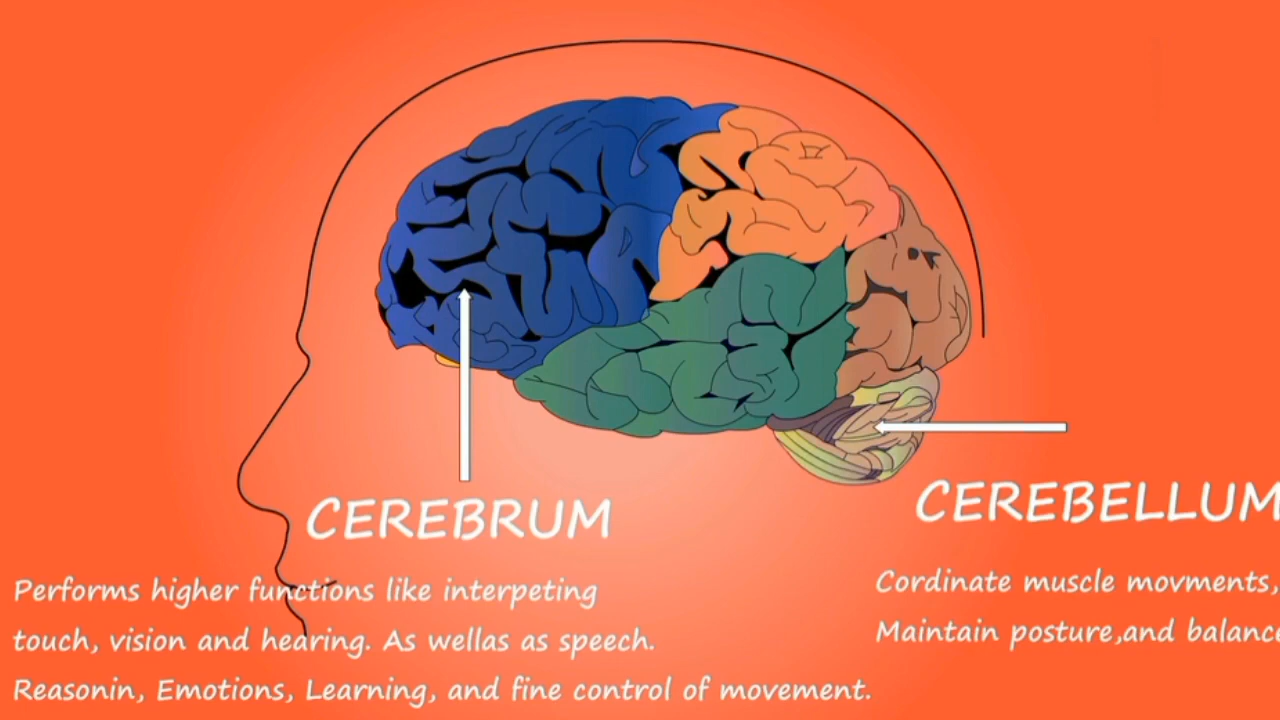 CEREBRUM
Performs higher functions like interpeting
touch, vision and hearing. As wellas as speech.
Reasonin, Emotions, Learning, and fine control of movement.
CEREBELLUM
Cordinate muscle movments,
Maintain posture,and balance